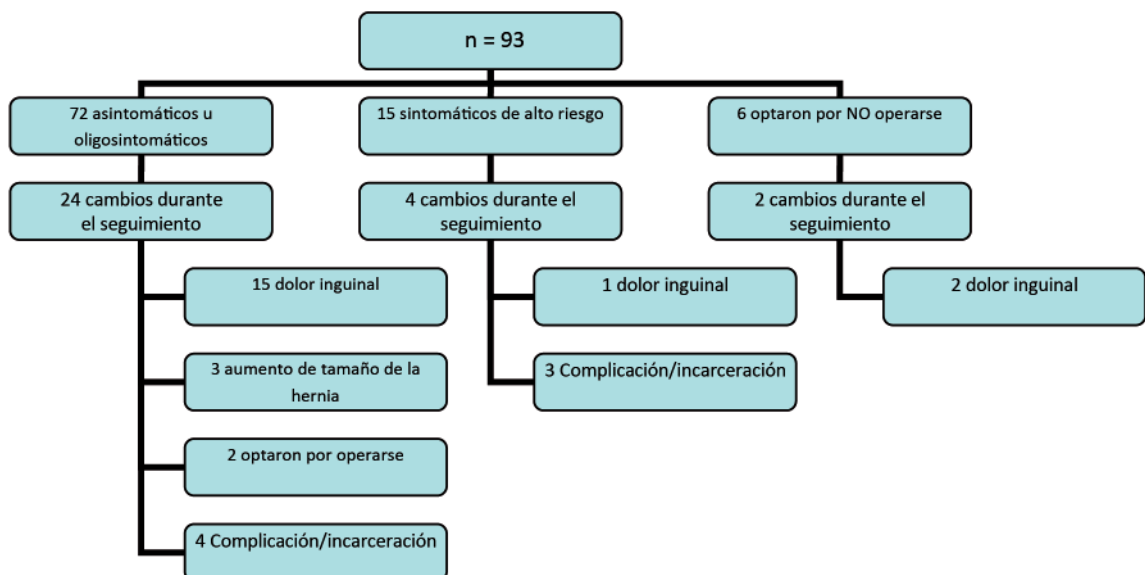 n = 93
72 asintomáticos u
oligosintomáticos
15 sintomáticos de alto riesgo
6 optaron por NO operarse
24 cambios durante
el seguimiento
4 cambios durante el
seguimiento
2 cambios durante el
seguimiento
15 dolor inguinal
1 dolor inguinal
2 dolor inguinal
3 aumento de tamaño de la
hernia
3 Complicación/incarceración
2 optaron por operarse
4 Complicación/incarceración